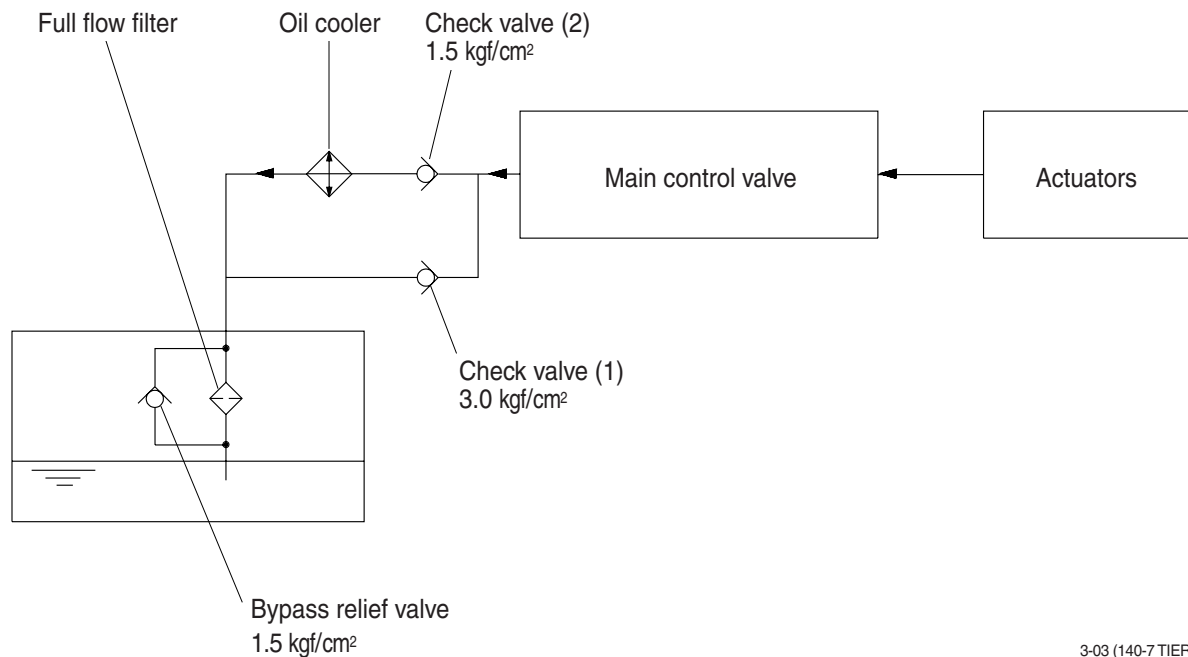 Full flow filter
Oil cooler
Check valve (2)
1.5 kgf/cm²
Main control valve
Actuators
Check valve (1)
3.0 kgf/cm²
Bypass relief valve
1.5 kgf/cm²
3-03 (140-7 TIER